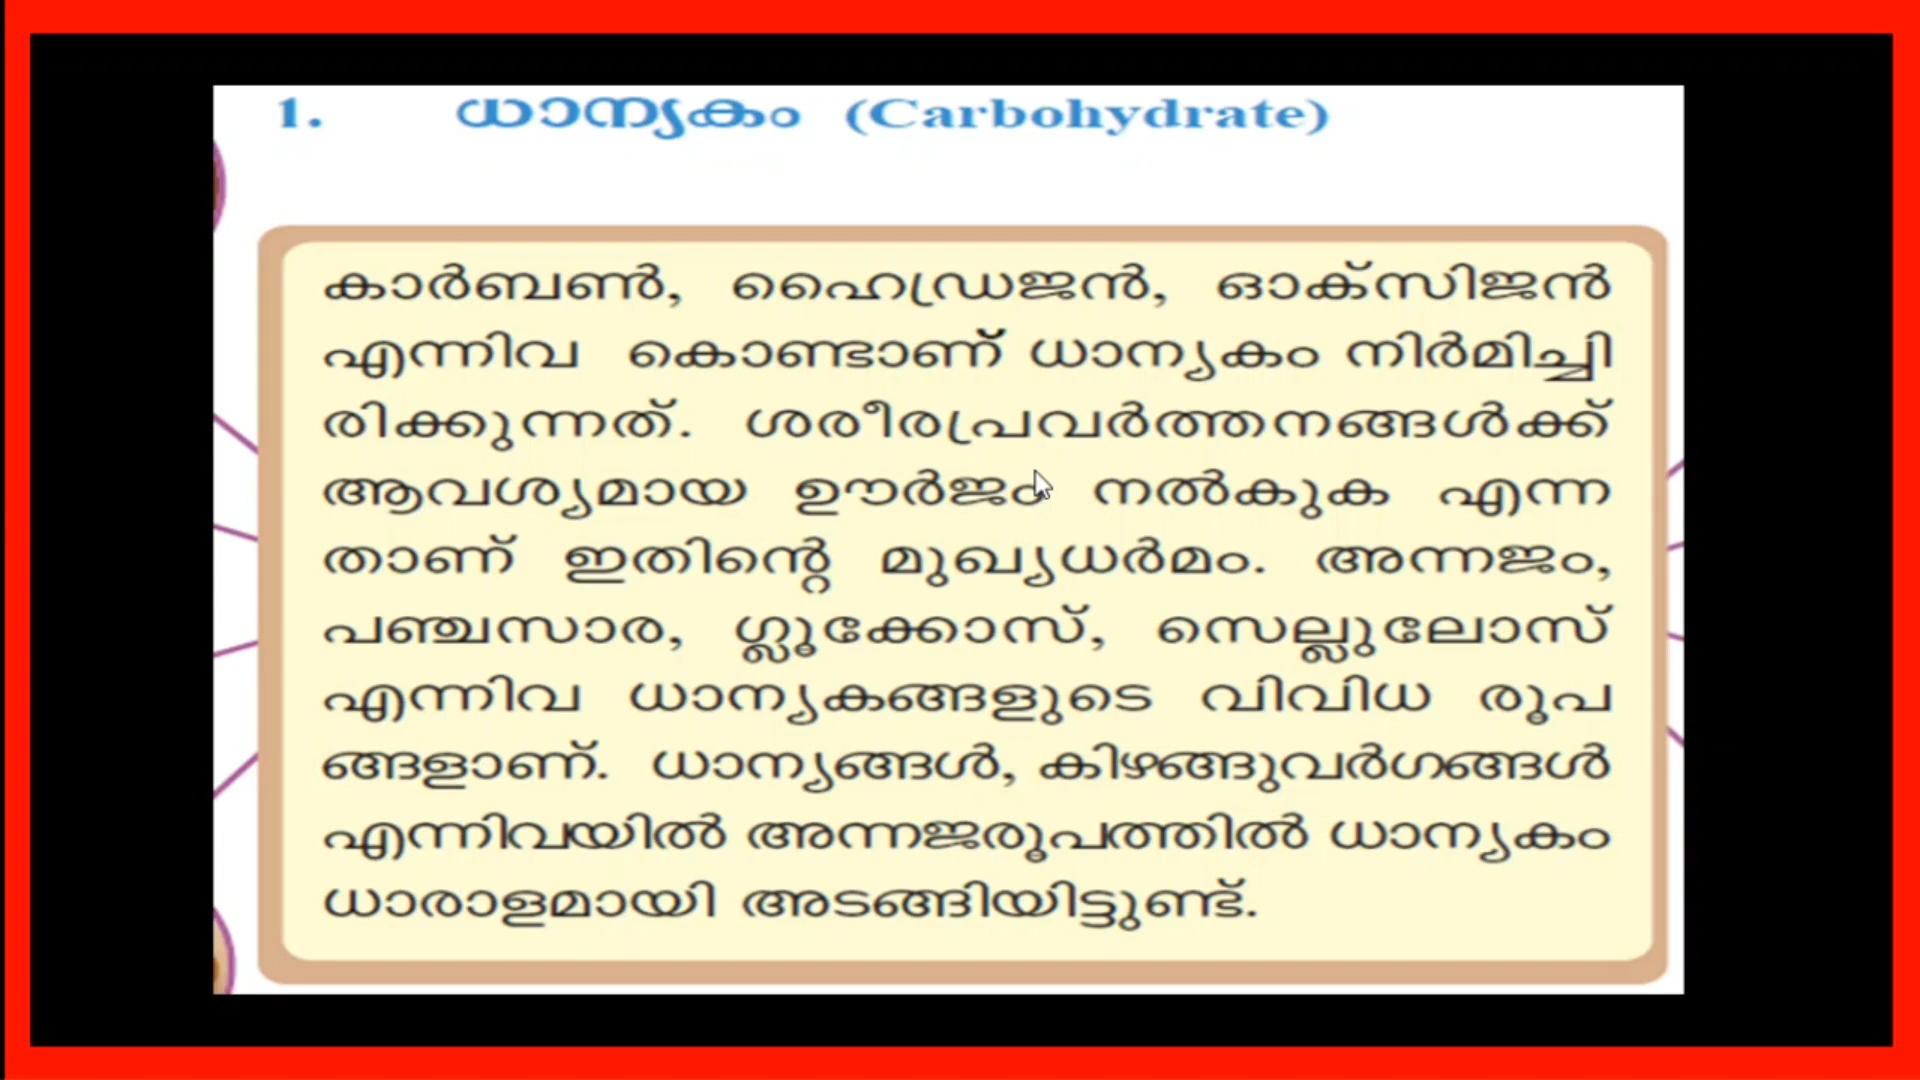 1. ധാന്യകം (Carbohydrate)
കാർബൺ, ഹൈഡ്രജൻ, ഓക്സിജൻ
എന്നിവ കൊണ്ടാണ് ധാന്യകം നിർമിച്ചി
രിക്കുന്നത്. ശരീരപ്രവർത്തനങ്ങൾക്ക്
ആവശ്യമായ ഊർജം നൽകുക എന്ന
താണ് ഇതിന്റെ മുഖ്യധർമം. അന്നജം,
പഞ്ചസാര, ഗ്ലൂക്കോസ്, സെല്ലുലോസ്
എന്നിവ ധാന്യകങ്ങളുടെ വിവിധ രൂപ
ങ്ങളാണ്. ധാന്യങ്ങൾ, കിഴങ്ങുവർഗങ്ങൾ
എന്നിവയിൽ അന്നജരൂപത്തിൽ ധാന്യകം
ധാരാളമായി അടങ്ങിയിട്ടുണ്ട്.